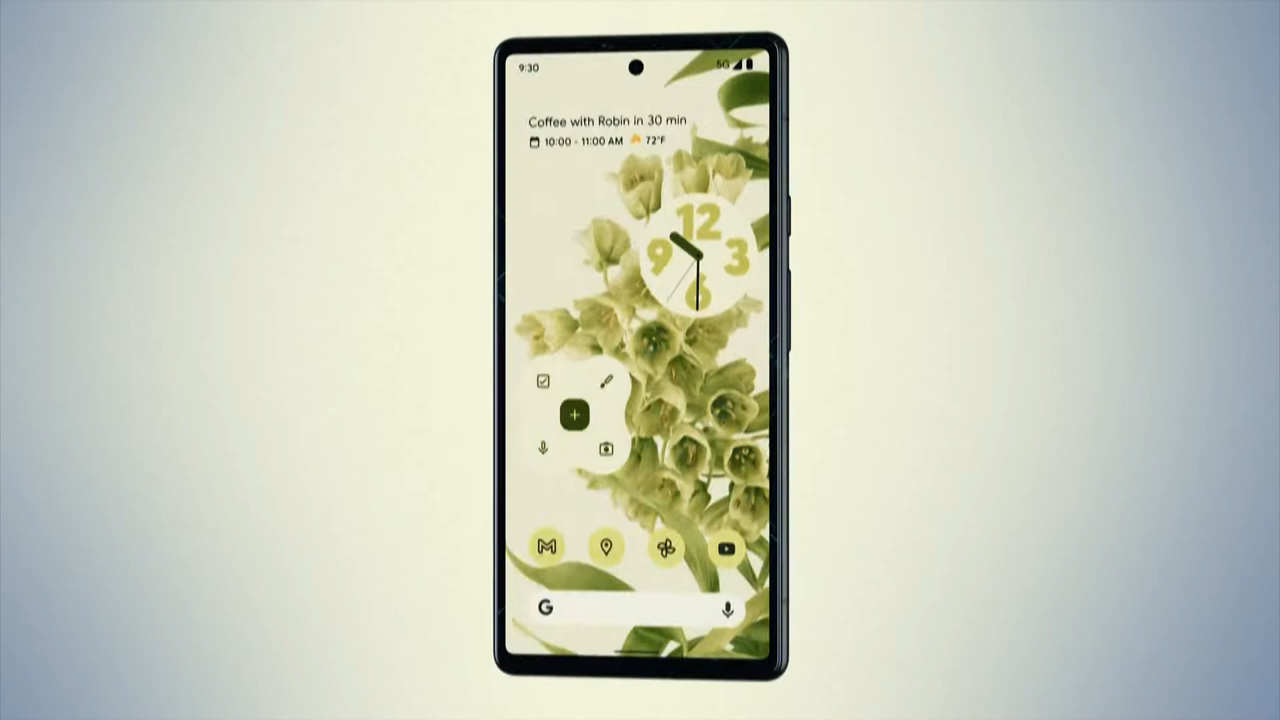 9:30
5G
Coffee with Robin in 30 min
10:00 - 11:00 AM 72°F
12
9 3
6
G